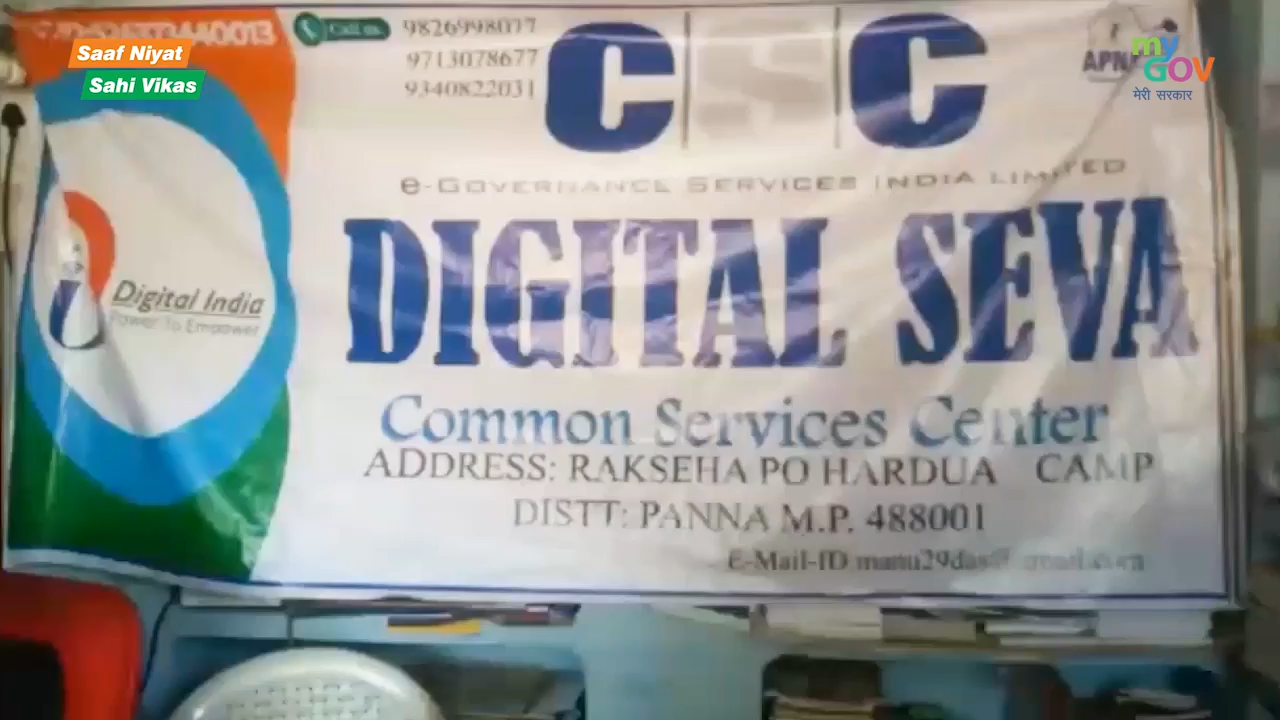 Saaf Niyat
Sahi Vikas
Call us
9826998077
9713078677
9340822031
CSC
my
GOV
मेरी सरकार
e-GOVERNANCE SERVICES INDIA LIMITED
DIGITAL SEVA
Digital India
Power To Empower
Common Services Center
ADDRESS: RAKSEHA PO HARDUA CAMP
DISTT: PANNA M.P. 488001
E-Mail-ID